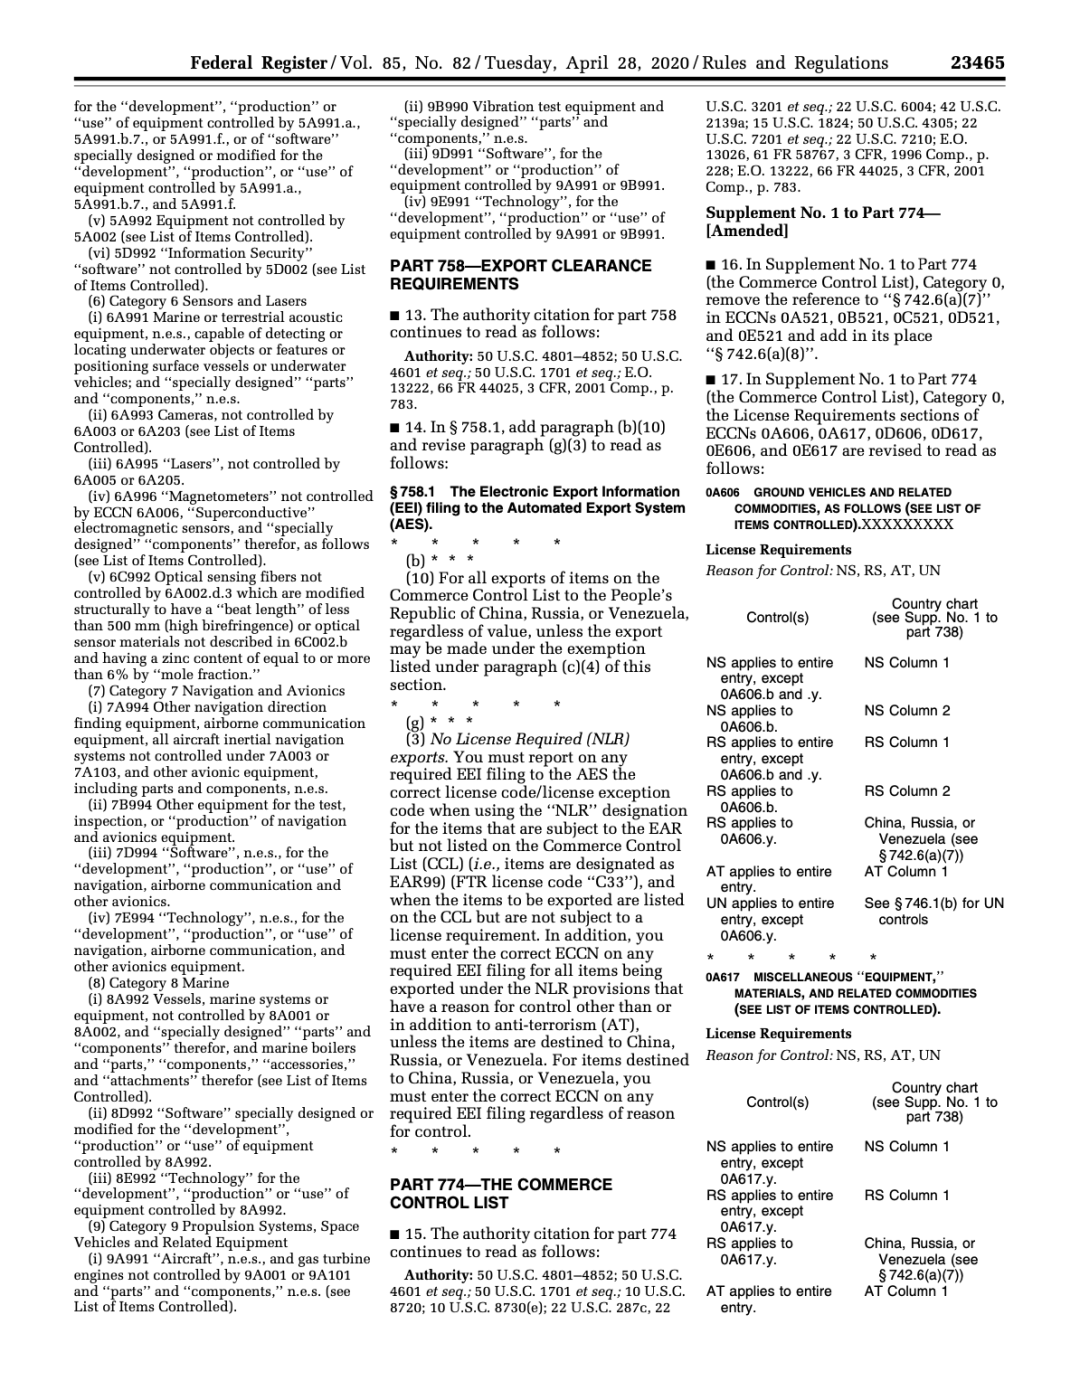 Federal Register / Vol. 85, No. 82 / Tuesday, April 28, 2020 / Rules and Regulations 23465
for the ‘‘development’’, ‘‘production’’ or
‘‘use’’ of equipment controlled by 5A991.a.,
5A991.b.7., or 5A991.f., or of ‘‘software’’
specially designed or modified for the
‘‘development’’, ‘‘production’’, or ‘‘use’’ of
equipment controlled by 5A991.a.,
5A991.b.7., and 5A991.f.
(v) 5A992 Equipment not controlled by
5A002 (see List of Items Controlled).
(vi) 5D992 ‘‘Information Security’’
‘‘software’’ not controlled by 5D002 (see List
of Items Controlled).
(6) Category 6 Sensors and Lasers
(i) 6A991 Marine or terrestrial acoustic
equipment, n.e.s., capable of detecting or
locating underwater objects or features or
positioning surface vessels or underwater
vehicles; and ‘‘specially designed’’ ‘‘parts’’
and ‘‘components,’’ n.e.s.
(ii) 6A993 Cameras, not controlled by
6A003 or 6A203 (see List of Items
Controlled).
(iii) 6A995 ‘‘Lasers’’, not controlled by
6A005 or 6A205.
(iv) 6A996 ‘‘Magnetometers’’ not controlled
by ECCN 6A006, ‘‘Superconductive’’
electromagnetic sensors, and ‘‘specially
designed’’ ‘‘components’’ therefor, as follows
(see List of Items Controlled).
(v) 6C992 Optical sensing fibers not
controlled by 6A002.d.3 which are modified
structurally to have a ‘‘beat length’’ of less
than 500 mm (high birefringence) or optical
sensor materials not described in 6C002.b
and having a zinc content of equal to or more
than 6% by ‘‘mole fraction.’’
(7) Category 7 Navigation and Avionics
(i) 7A994 Other navigation direction
finding equipment, airborne communication
equipment, all aircraft inertial navigation
systems not controlled under 7A003 or
7A103, and other avionic equipment,
including parts and components, n.e.s.
(ii) 7B994 Other equipment for the test,
inspection, or ‘‘production’’ of navigation
and avionics equipment.
(iii) 7D994 ‘‘Software’’, n.e.s., for the
‘‘development’’, ‘‘production’’, or ‘‘use’’ of
navigation, airborne communication and
other avionics.
(iv) 7E994 ‘‘Technology’’, n.e.s., for the
‘‘development’’, ‘‘production’’, or ‘‘use’’ of
navigation, airborne communication, and
other avionics equipment.
(8) Category 8 Marine
(i) 8A992 Vessels, marine systems or
equipment, not controlled by 8A001 or
8A002, and ‘‘specially designed’’ ‘‘parts’’ and
‘‘components’’ therefor, and marine boilers
and ‘‘parts,’’ ‘‘components,’’ ‘‘accessories,’’
and ‘‘attachments’’ therefor (see List of Items
Controlled).
(ii) 8D992 ‘‘Software’’ specially designed or
modified for the ‘‘development’’,
‘‘production’’ or ‘‘use’’ of equipment
controlled by 8A992.
(iii) 8E992 ‘‘Technology’’ for the
‘‘development’’, ‘‘production’’ or ‘‘use’’ of
equipment controlled by 8A992.
(9) Category 9 Propulsion Systems, Space
Vehicles and Related Equipment
(i) 9A991 ‘‘Aircraft’’, n.e.s., and gas turbine
engines not controlled by 9A001 or 9A101
and ‘‘parts’’ and ‘‘components,’’ n.e.s. (see
List of Items Controlled).
(ii) 9B990 Vibration test equipment and
‘‘specially designed’’ ‘‘parts’’ and
‘‘components,’’ n.e.s.
(iii) 9D991 ‘‘Software’’, for the
‘‘development’’ or ‘‘production’’ of
equipment controlled by 9A991 or 9B991.
(iv) 9E991 ‘‘Technology’’, for the
‘‘development’’, ‘‘production’’ or ‘‘use’’ of
equipment controlled by 9A991 or 9B991.
PART 758—EXPORT CLEARANCE
REQUIREMENTS
■ 13. The authority citation for part 758
continues to read as follows:
Authority: 50 U.S.C. 4801–4852; 50 U.S.C.
4601 et seq.; 50 U.S.C. 1701 et seq.; E.O.
13222, 66 FR 44025, 3 CFR, 2001 Comp., p.
783.
■ 14. In § 758.1, add paragraph (b)(10)
and revise paragraph (g)(3) to read as
follows:
§ 758.1 The Electronic Export Information
(EEI) filing to the Automated Export System
(AES).
* * * * *
(b) * * *
(10) For all exports of items on the
Commerce Control List to the People’s
Republic of China, Russia, or Venezuela,
regardless of value, unless the export
may be made under the exemption
listed under paragraph (c)(4) of this
section.
* * * * *
(g) * * *
(3) No License Required (NLR)
exports. You must report on any
required EEI filing to the AES the
correct license code/license exception
code when using the ‘‘NLR’’ designation
for the items that are subject to the EAR
but not listed on the Commerce Control
List (CCL) (i.e., items are designated as
EAR99) (FTR license code ‘‘C33’’), and
when the items to be exported are listed
on the CCL but are not subject to a
license requirement. In addition, you
must enter the correct ECCN on any
required EEI filing for all items being
exported under the NLR provisions that
have a reason for control other than or
in addition to anti-terrorism (AT),
unless the items are destined to China,
Russia, or Venezuela. For items destined
to China, Russia, or Venezuela, you
must enter the correct ECCN on any
required EEI filing regardless of reason
for control.
* * * * *
PART 774—THE COMMERCE
CONTROL LIST
■ 15. The authority citation for part 774
continues to read as follows:
Authority: 50 U.S.C. 4801–4852; 50 U.S.C.
4601 et seq.; 50 U.S.C. 1701 et seq.; 10 U.S.C.
8720; 10 U.S.C. 8730(e); 22 U.S.C. 287c, 22
U.S.C. 3201 et seq.; 22 U.S.C. 6004; 42 U.S.C.
2139a; 15 U.S.C. 1824; 50 U.S.C. 4305; 22
U.S.C. 7201 et seq.; 22 U.S.C. 7210; E.O.
13026, 61 FR 58767, 3 CFR, 1996 Comp., p.
228; E.O. 13222, 66 FR 44025, 3 CFR, 2001
Comp., p. 783.
Supplement No. 1 to Part 774—
[Amended]
■ 16. In Supplement No. 1 to Part 774
(the Commerce Control List), Category 0,
remove the reference to ‘‘§ 742.6(a)(7)’’
in ECCNs 0A521, 0B521, 0C521, 0D521,
and 0E521 and add in its place
‘‘§ 742.6(a)(8)’’.
■ 17. In Supplement No. 1 to Part 774
(the Commerce Control List), Category 0,
the License Requirements sections of
ECCNs 0A606, 0A617, 0D606, 0D617,
0E606, and 0E617 are revised to read as
follows:
0A606 GROUND VEHICLES AND RELATED
COMMODITIES, AS FOLLOWS (SEE LIST OF
ITEMS CONTROLLED).XXXXXXXXX
License Requirements
Reason for Control: NS, RS, AT, UN
Control(s) Country chart
(see Supp. No. 1 to
part 738)
NS applies to entire NS Column 1
entry, except
0A606.b and .y.
NS applies to NS Column 2
0A606.b.
RS applies to entire RS Column 1
entry, except
0A606.b and .y.
RS applies to RS Column 2
0A606.b.
RS applies to China, Russia, or
0A606.y. Venezuela (see
§ 742.6(a)(7))
AT applies to entire AT Column 1
entry.
UN applies to entire See § 746.1(b) for UN
entry, except controls
0A606.y.
* * * * *
0A617 MISCELLANEOUS ‘‘EQUIPMENT,’’
MATERIALS, AND RELATED COMMODITIES
(SEE LIST OF ITEMS CONTROLLED).
License Requirements
Reason for Control: NS, RS, AT, UN
Control(s) Country chart
(see Supp. No. 1 to
part 738)
NS applies to entire NS Column 1
entry, except
0A617.y.
RS applies to entire RS Column 1
entry, except
0A617.y.
RS applies to China, Russia, or
0A617.y. Venezuela (see
§ 742.6(a)(7))
AT applies to entire AT Column 1
entry.